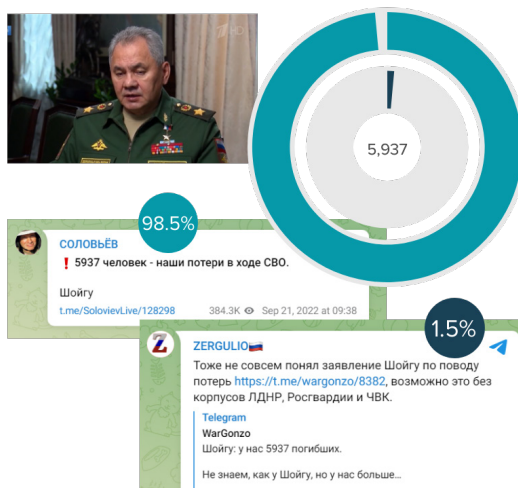 5,937
98.5%
СОЛОВЬЁВ
❗ 5937 человек - наши потери в ходе СВО.
Шойгу
t.me/SolovievLive/128298 384.3K Sep 21, 2022 at 09:38
1.5%
ZERGULIO🇷🇺
Тоже не совсем понял заявление Шойгу по поводу
потерь https://t.me/wargonzo/8382, возможно это без
корпусов ЛДНР, Росгвардии и ЧВК.
Telegram
WarGonzo
Шойгу: у нас 5937 погибших.
Не знаем, как у Шойгу, но у нас больше...